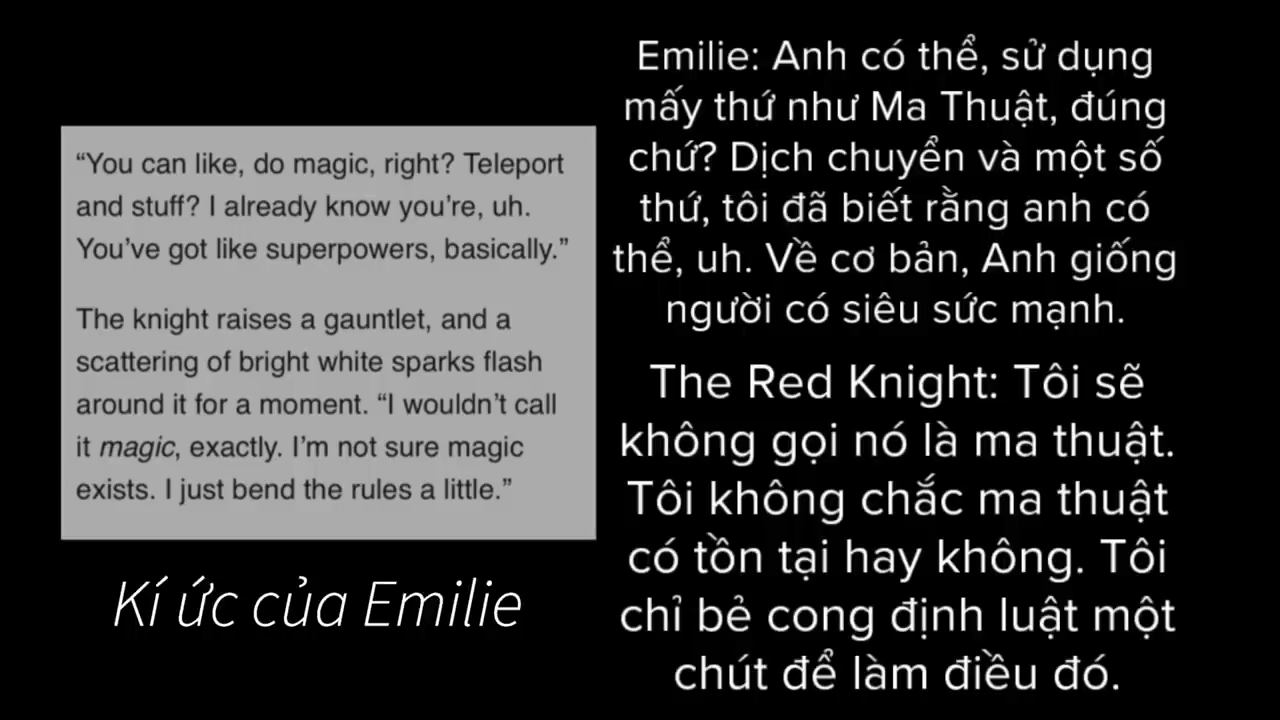 “You can like, do magic, right? Teleport
and stuff? I already know you’re, uh.
You’ve got like superpowers, basically.”
The knight raises a gauntlet, and a
scattering of bright white sparks flash
around it for a moment. “I wouldn’t call
it magic, exactly. I’m not sure magic
exists. I just bend the rules a little.”
Kí ức của Emilie
Emilie: Anh có thể, sử dụng
mấy thứ như Ma Thuật, đúng
chứ? Dịch chuyển và một số
thứ, tôi đã biết rằng anh có
thể, uh. Về cơ bản, Anh giống
người có siêu sức mạnh.
The Red Knight: Tôi sẽ
không gọi nó là ma thuật.
Tôi không chắc ma thuật
có tồn tại hay không. Tôi
chỉ bẻ cong định luật một
chút để làm điều đó.